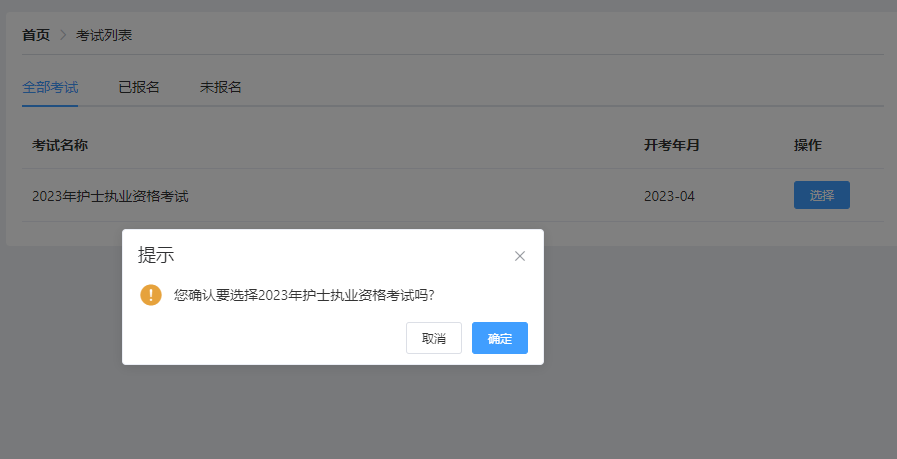 首页 > 考试列表
全部考试 已报名 未报名
考试名称 开考年月 操作
2023年护士执业资格考试 2023-04 选择
提示
您确认要选择2023年护士执业资格考试吗?
取消 确定